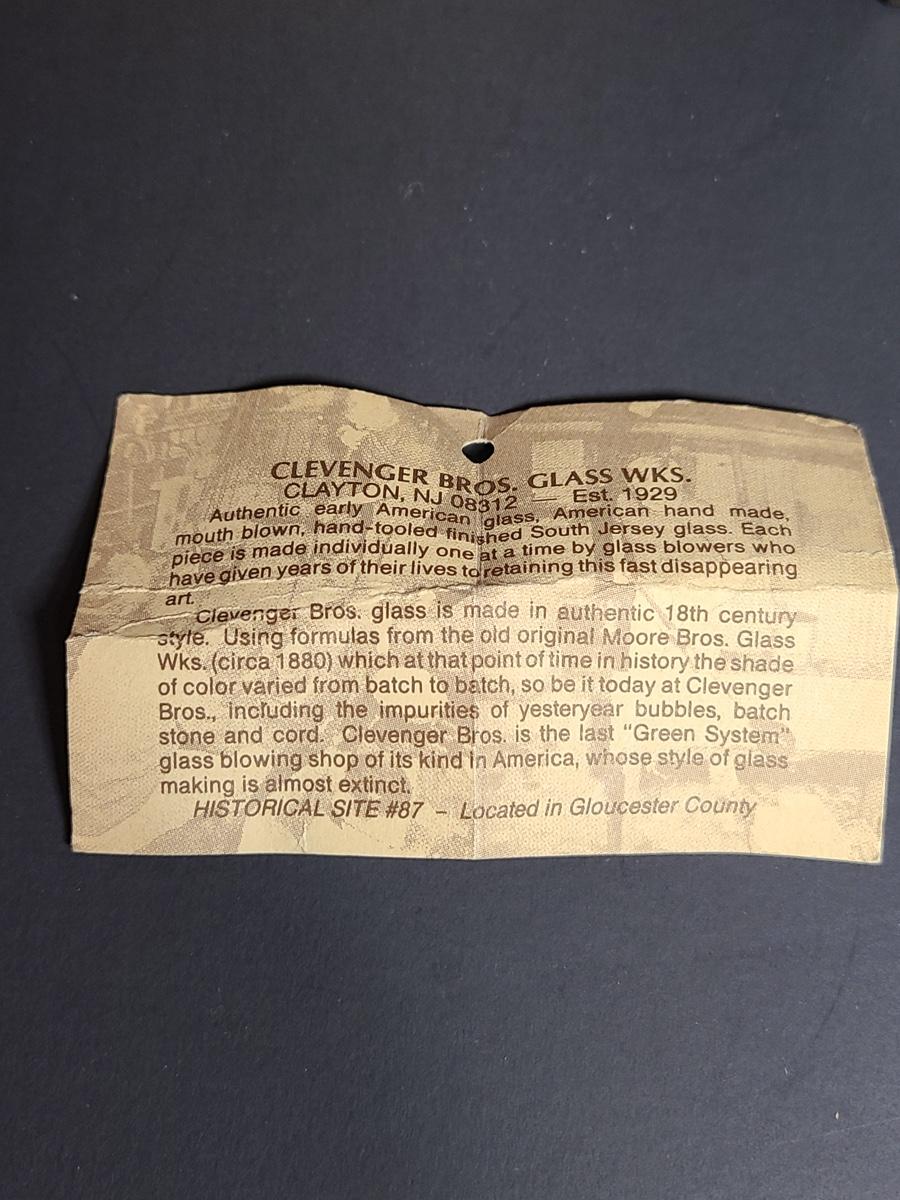 CLEVENGER BROS. GLASS WKS.
CLAYTON, NJ 08312 — Est. 1929
Authentic early American glass, American hand made,
mouth blown, hand-tooled finished South Jersey glass. Each
piece is made individually one at a time by glass blowers who
have given years of their lives to retaining this fast disappearing
art.
Clevenger Bros. glass is made in authentic 18th century
style. Using formulas from the old original Moore Bros. Glass
Wks. (circa 1880) which at that point of time in history the shade
of color varied from batch to batch, so be it today at Clevenger
Bros., including the impurities of yesteryear bubbles, batch
stone and cord. Clevenger Bros. is the last "Green System"
glass blowing shop of its kind in America, whose style of glass
making is almost extinct.
HISTORICAL SITE #87 – Located in Gloucester County